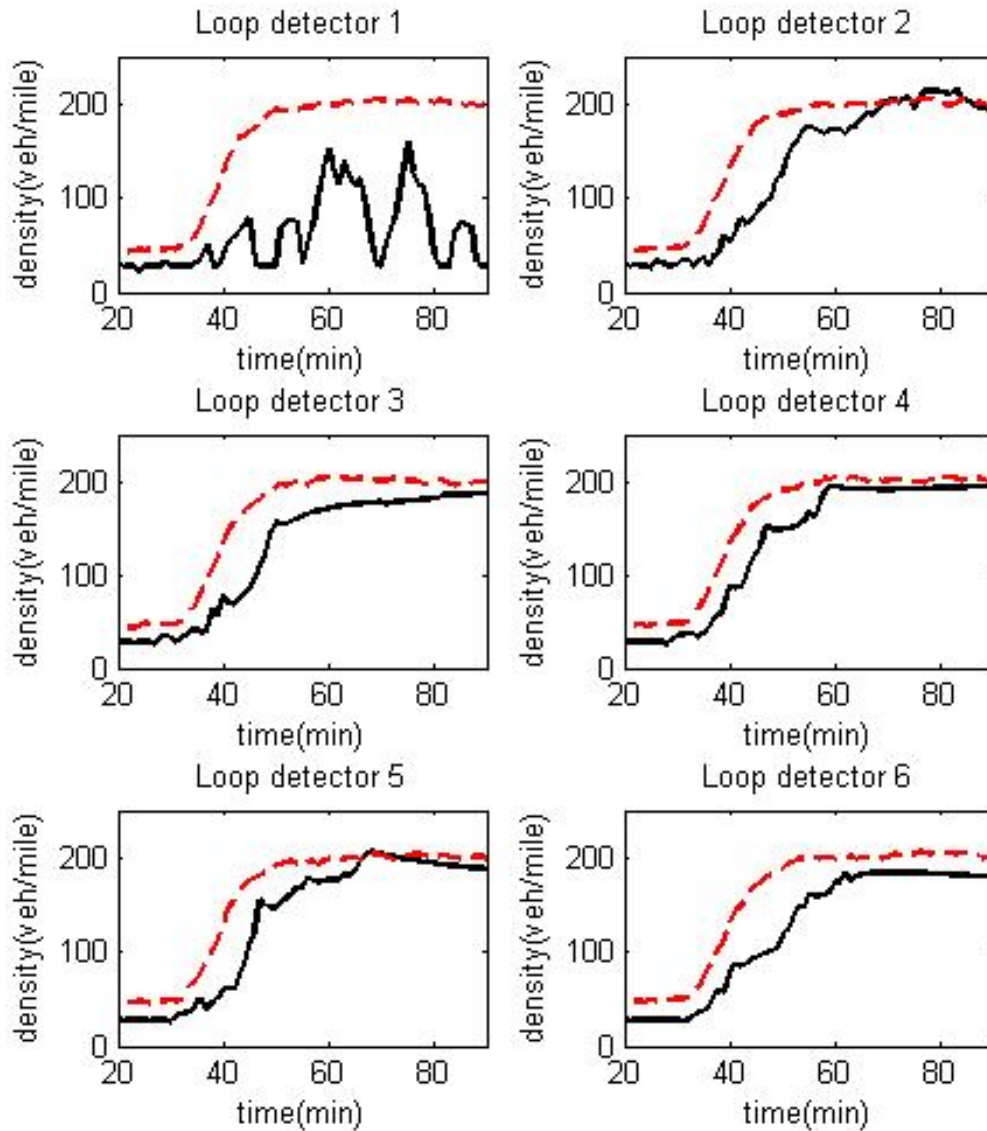 Loop detector 1
density(veh/mile)
200
100
0
20 40 60 80
time(min)
Loop detector 2
density(veh/mile)
200
100
0
20 40 60 80
time(min)
Loop detector 3
density(veh/mile)
200
100
0
20 40 60 80
time(min)
Loop detector 4
density(veh/mile)
200
100
0
20 40 60 80
time(min)
Loop detector 5
density(veh/mile)
200
100
0
20 40 60 80
time(min)
Loop detector 6
density(veh/mile)
200
100
0
20 40 60 80
time(min)